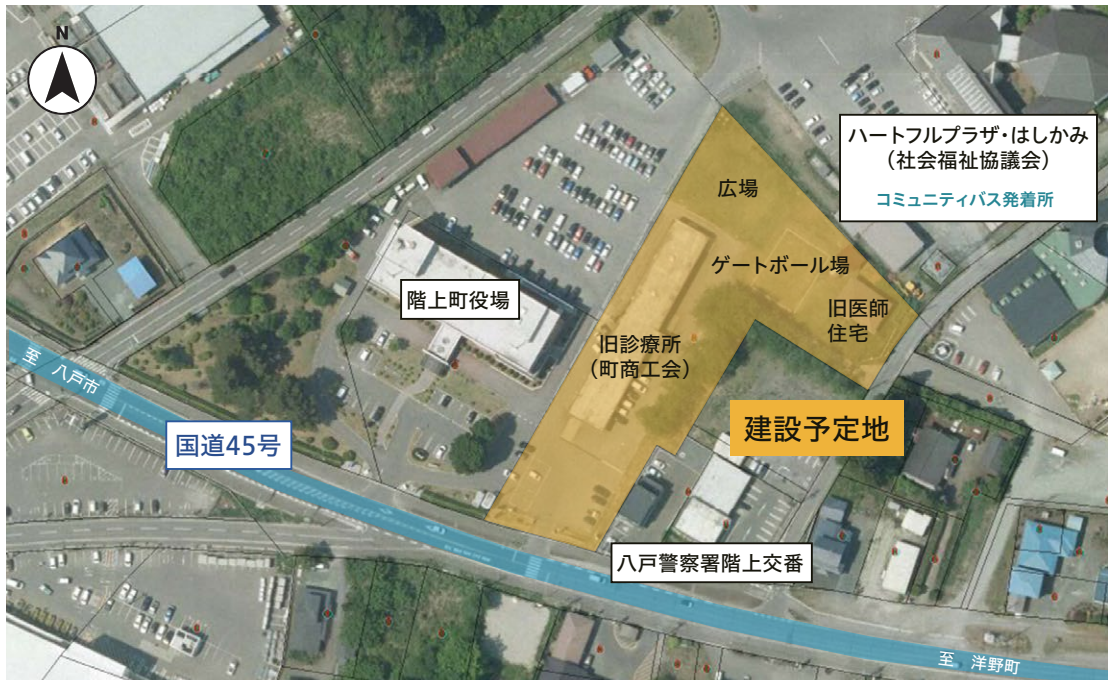 N
ハートフルプラザ・はしかみ
(社会福祉協議会)
コミュニティバス発着所
広場
ゲートボール場
階上町役場
旧医師
住宅
旧診療所
(町商工会)
至 八戸市
建設予定地
国道45号
八戸警察署階上交番
至 洋野町